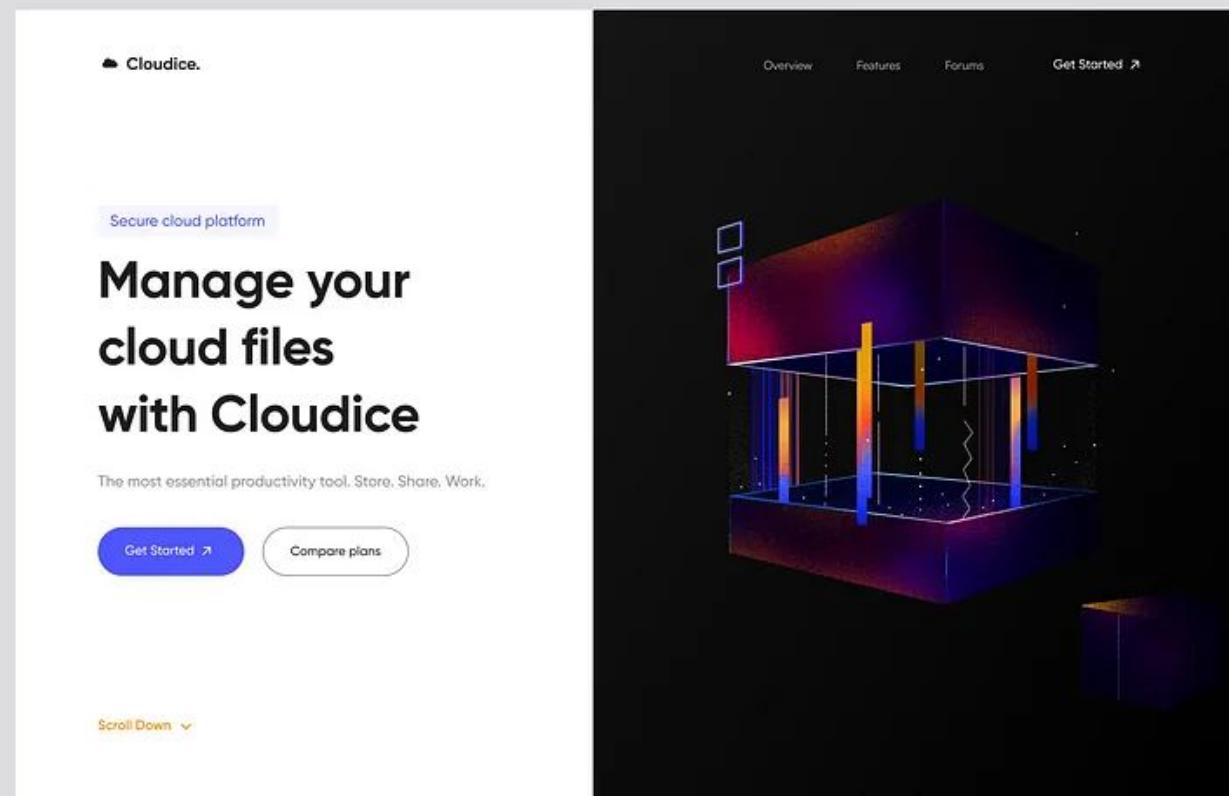 Cloudice.
Overview Features Forums Get Started
Secure cloud platform
Manage your
cloud files
with Cloudice
The most essential productivity tool. Store. Share. Work.
Get Started Compare plans
Scroll Down